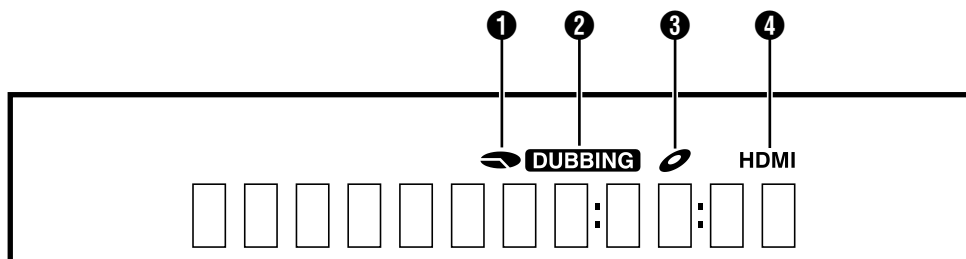 ❶ ❷ ❸ ❹
DUBBING HDMI
: :